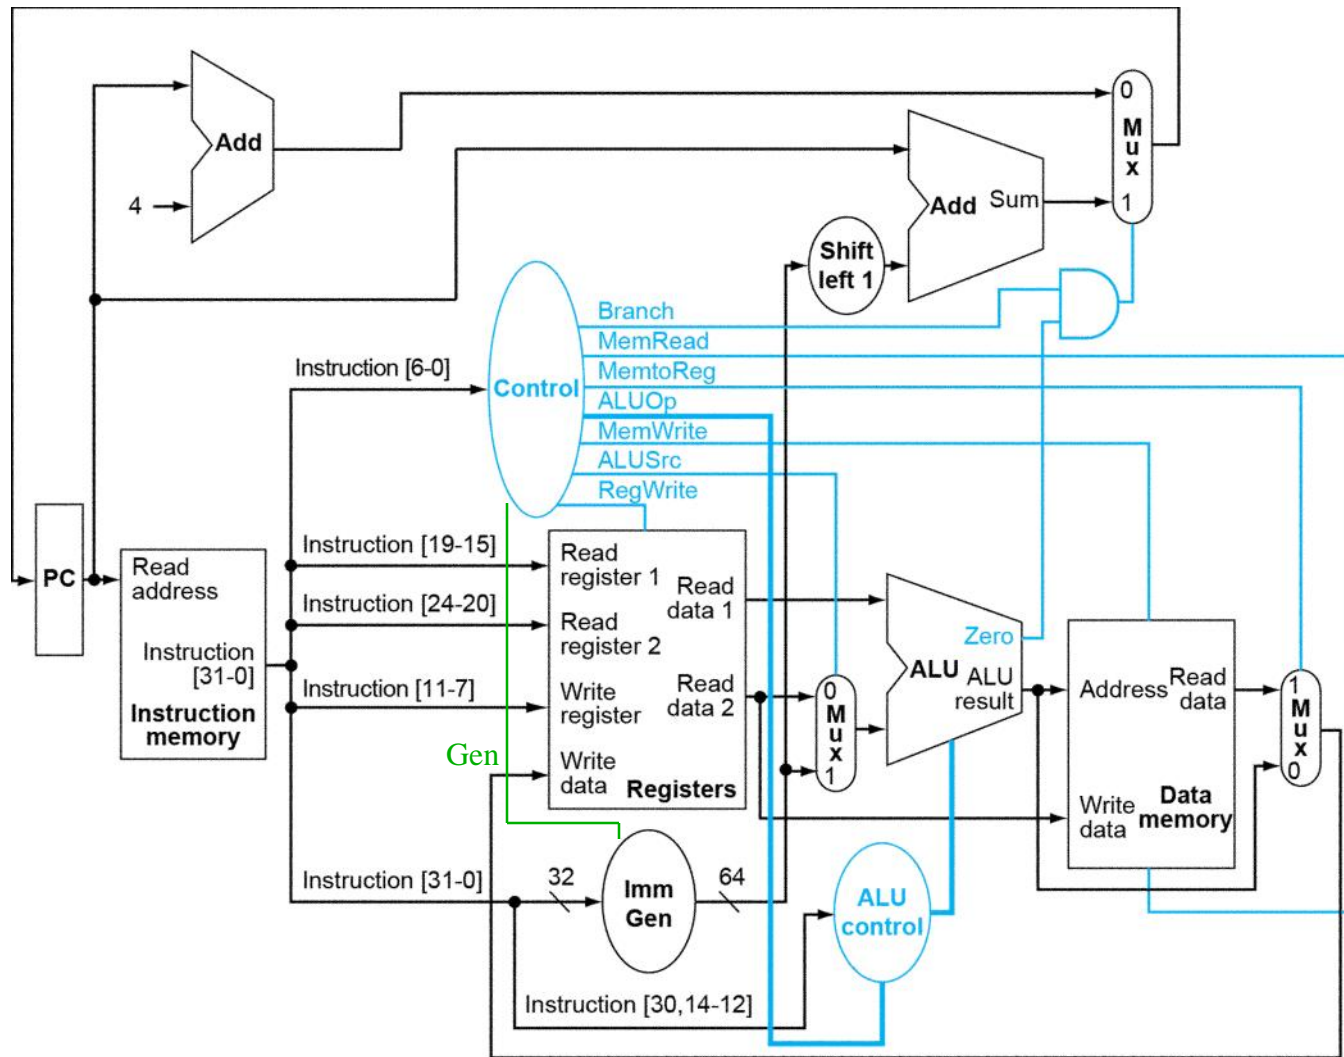 Add
4
Add Sum
0
M
u
x
1
Shift
left 1
Branch
MemRead
MemtoReg
ALUOp
MemWrite
ALUSrc
RegWrite
Control
Instruction [6-0]
Instruction [19-15]
Instruction [24-20]
Instruction [11-7]
Instruction [31-0]
Instruction [30,14-12]
PC
Read
address
Instruction
[31-0]
Instruction
memory
Gen
Read
register 1
Read
register 2
Write
register
Write
data
Read
data 1
Read
data 2
Registers
0
M
u
x
1
Zero
ALU
ALU
result
Address
Read
data
Write
data
Data
memory
1
M
u
x
0
32
Imm
Gen
64
ALU
control